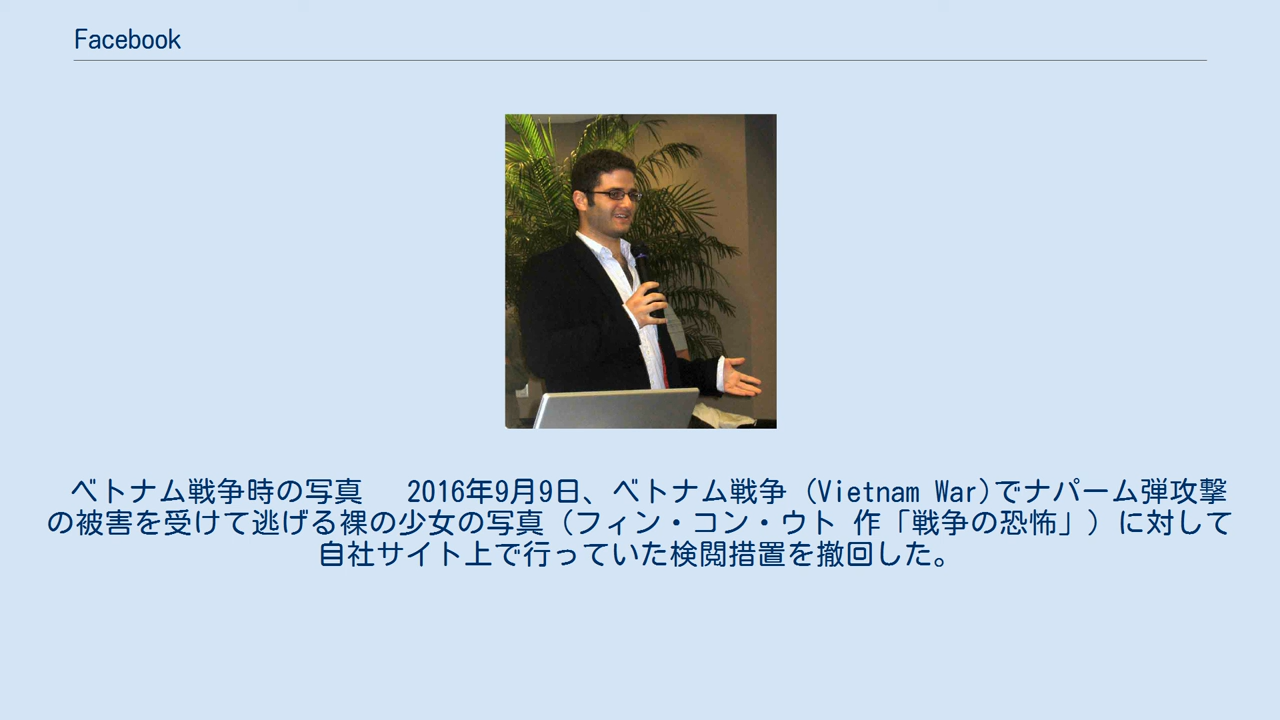 Facebook
ベトナム戦争時の写真　 2016年9月9日、ベトナム戦争 (Vietnam War)でナパーム弾攻撃
の被害を受けて逃げる裸の少女の写真（フィン・コン・ウト 作「戦争の恐怖」）に対して
自社サイト上で行っていた検閲措置を撤回した。